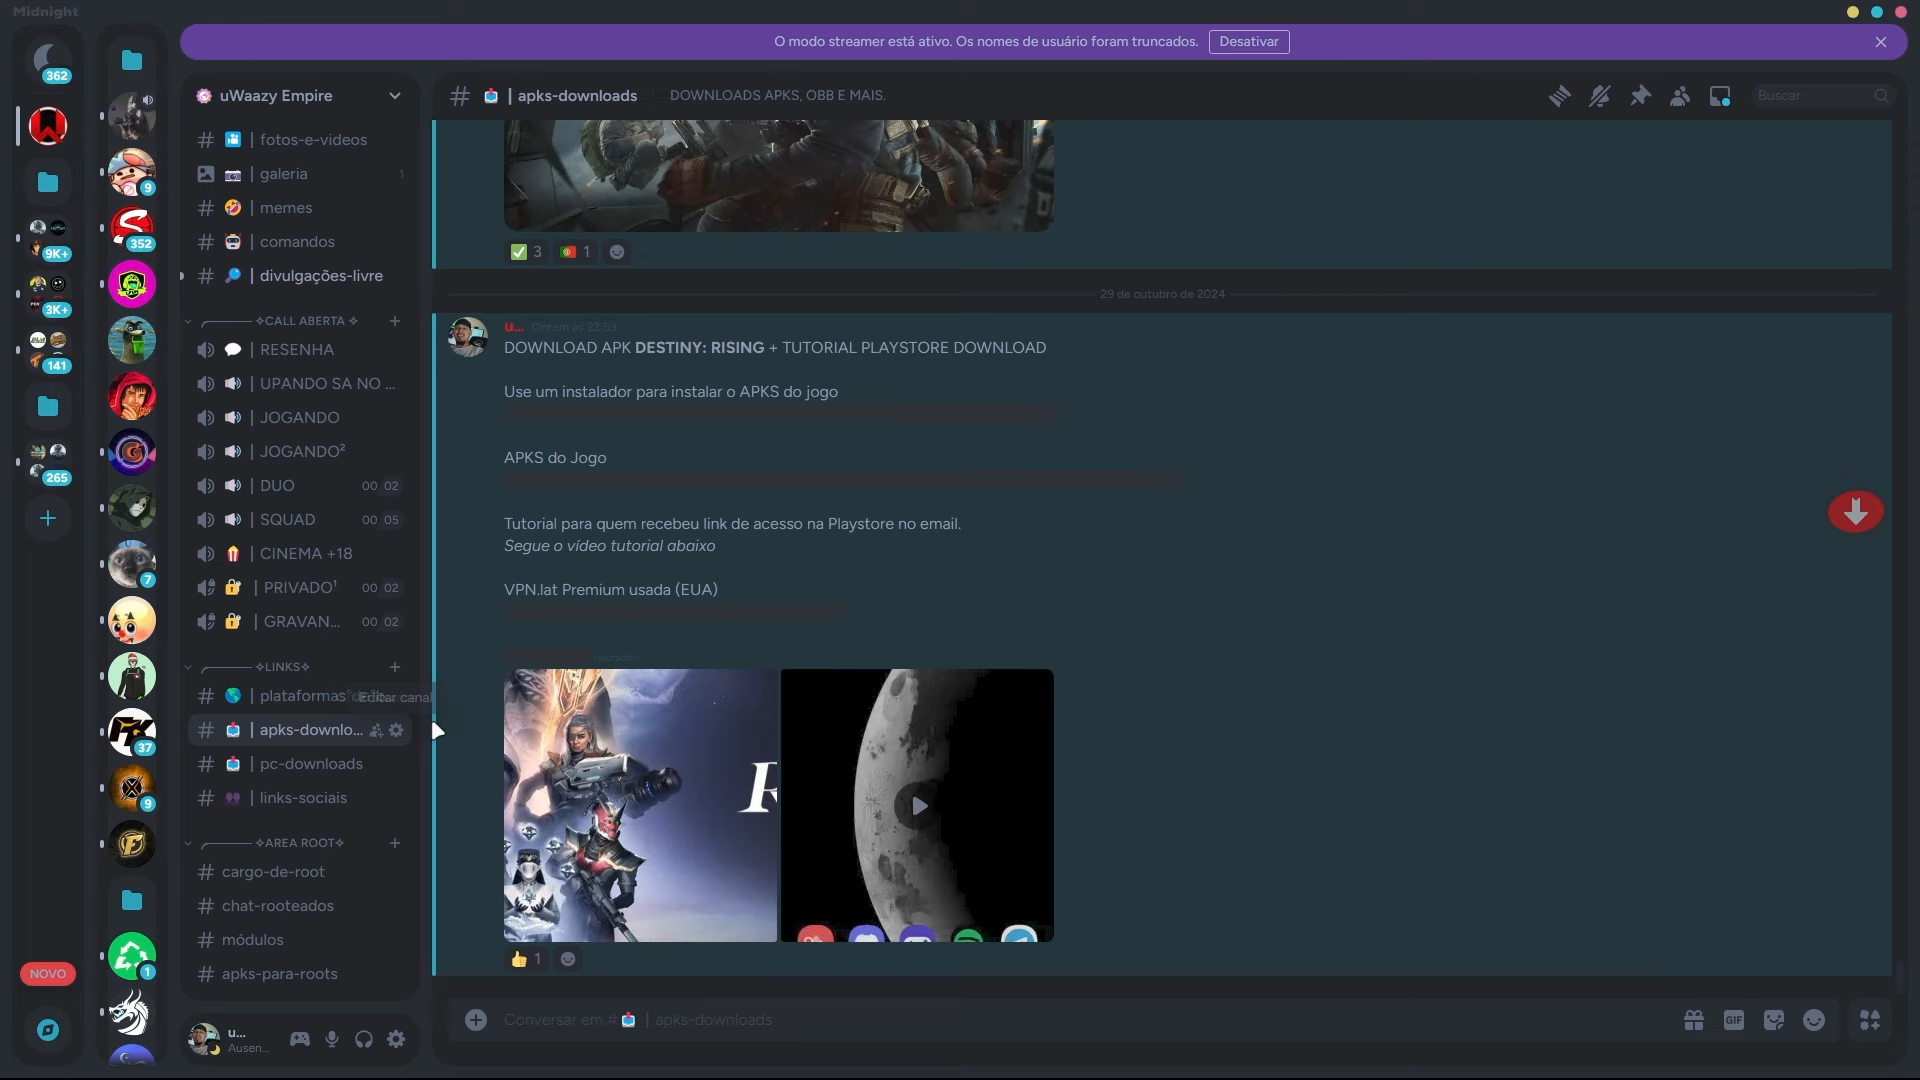 Midnight
O modo streamer está ativo. Os nomes de usuário foram truncados.
Desativar
362
9K+
3K+
141
265
NOVO
9
352
7
37
9
1
uWaazy Empire
| fotos-e-videos
| galeria 1
| memes
| comandos
| divulgações-livre
✧CALL ABERTA ✧
| RESENHA
| UPANDO SA NO ...
| JOGANDO
| JOGANDO²
| DUO 00 02
| SQUAD 00 05
| CINEMA +18
| PRIVADO¹ 00 02
| GRAVAN... 00 02
✧LINKS✧
| plataformas
Editar canal
| apks-downlo...
| pc-downloads
| links-sociais
✧AREA ROOT✧
cargo-de-root
chat-rooteados
módulos
apks-para-roots
u...
Ausen...
# | apks-downloads
DOWNLOADS APKS, OBB E MAIS.
Buscar
3 1
29 de outubro de 2024
u... Ontem às 22:53
DOWNLOAD APK DESTINY: RISING + TUTORIAL PLAYSTORE DOWNLOAD
Use um instalador para instalar o APKS do jogo
APKS do Jogo
Tutorial para quem recebeu link de acesso na Playstore no email.
Segue o vídeo tutorial abaixo
VPN.lat Premium usada (EUA)
R
1
Conversar em # | apks-downloads
GIF